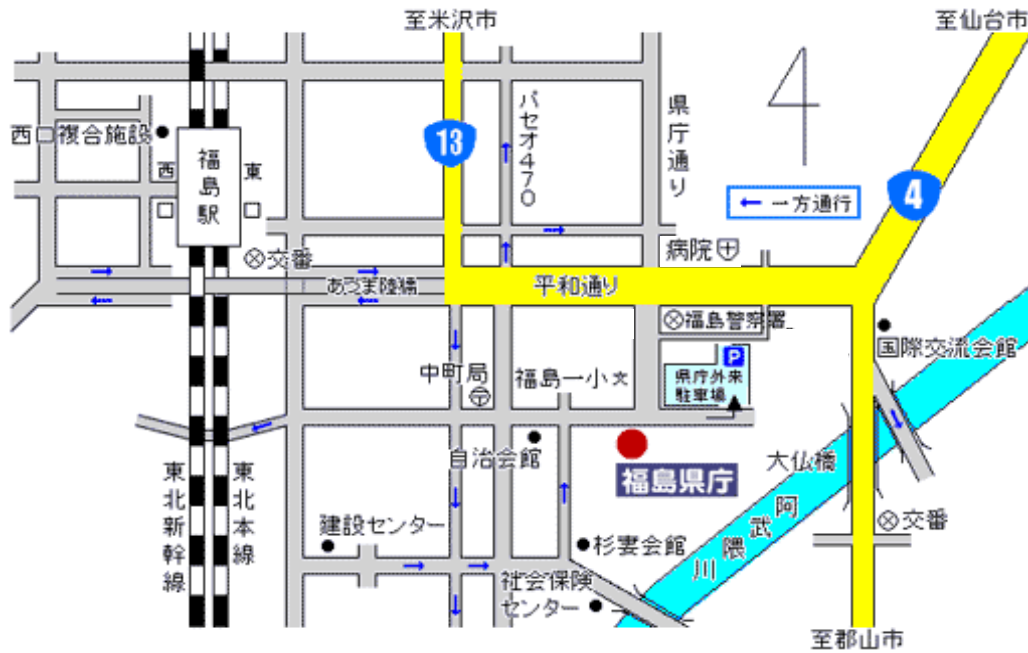 至米沢市
至仙台市
13
パセオ470
県庁通り
4
西口複合施設
西口
福島駅
東口
← 一方通行
病院
交番
あづま陸橋
平和通り
福島警察署
国際交流会館
P
県庁外来
駐車場
中町局
福島一小
文
自治会館
福島県庁
大仏橋
東北新幹線
東北本線
建設センター
杉妻会館
阿武隈川
交番
社会保険
センター
至郡山市